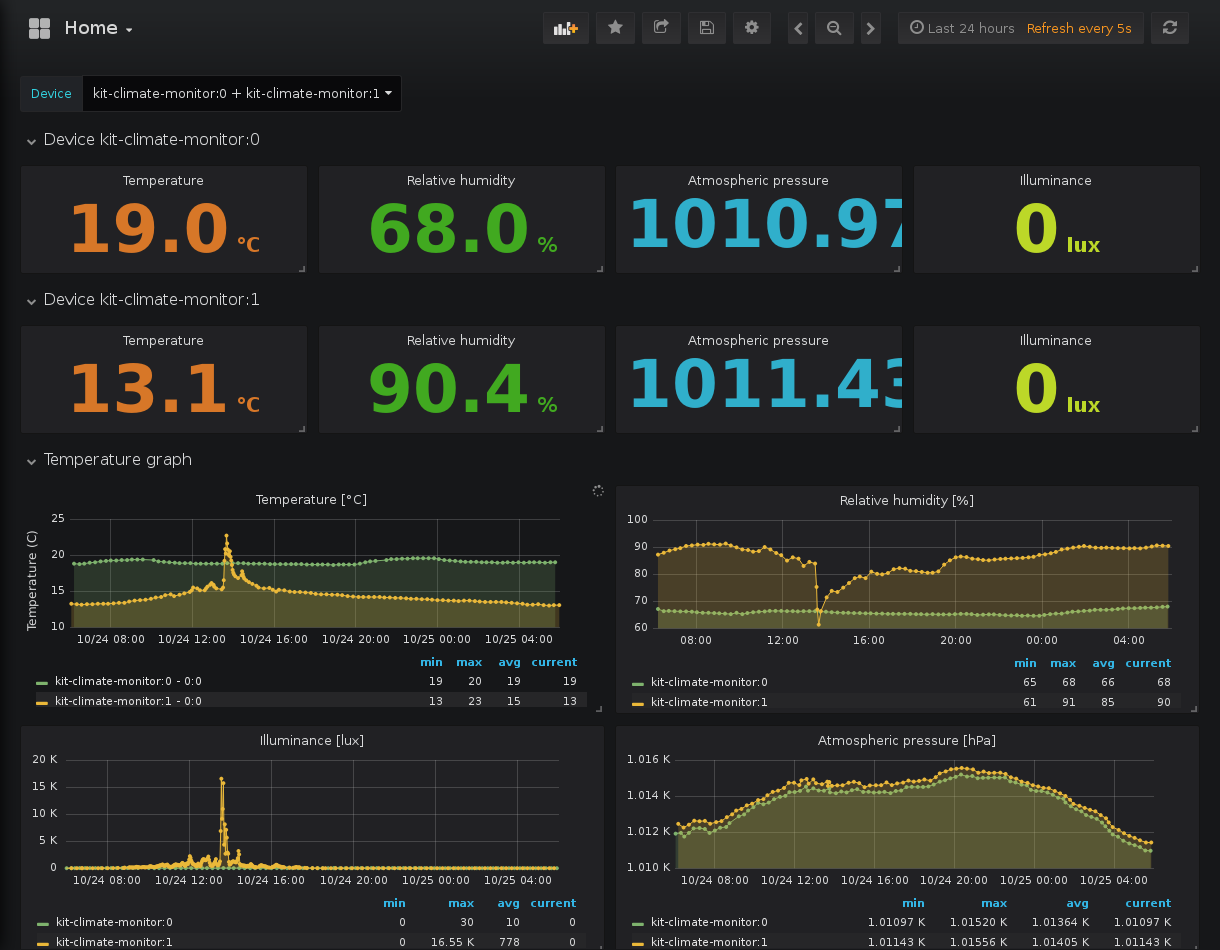 Home
Last 24 hours Refresh every 5s
Device kit-climate-monitor:0 + kit-climate-monitor:1
Device kit-climate-monitor:0
Temperature Relative humidity Atmospheric pressure Illuminance
19.0 °C 68.0 % 1010.97 0 lux
Device kit-climate-monitor:1
Temperature Relative humidity Atmospheric pressure Illuminance
13.1 °C 90.4 % 1011.43 0 lux
Temperature graph
Temperature [°C]
Temperature (C)
25
20
15
10
10/24 08:00 10/24 12:00 10/24 16:00 10/24 20:00 10/25 00:00 10/25 04:00
min max avg current
kit-climate-monitor:0 - 0:0 19 20 19 19
kit-climate-monitor:1 - 0:0 13 23 15 13
Relative humidity [%]
100
90
80
70
60
08:00 12:00 16:00 20:00 00:00 04:00
min max avg current
kit-climate-monitor:0 65 68 66 68
kit-climate-monitor:1 61 91 85 90
Illuminance [lux]
20 K
15 K
10 K
5 K
0
10/24 08:00 10/24 12:00 10/24 16:00 10/24 20:00 10/25 00:00 10/25 04:00
min max avg current
kit-climate-monitor:0 0 30 10 0
kit-climate-monitor:1 0 16.55 K 778 0
Atmospheric pressure [hPa]
1.016 K
1.014 K
1.012 K
1.010 K
10/24 08:00 10/24 12:00 10/24 16:00 10/24 20:00 10/25 00:00 10/25 04:00
min max avg current
kit-climate-monitor:0 1.01097 K 1.01520 K 1.01364 K 1.01097 K
kit-climate-monitor:1 1.01143 K 1.01556 K 1.01405 K 1.01143 K